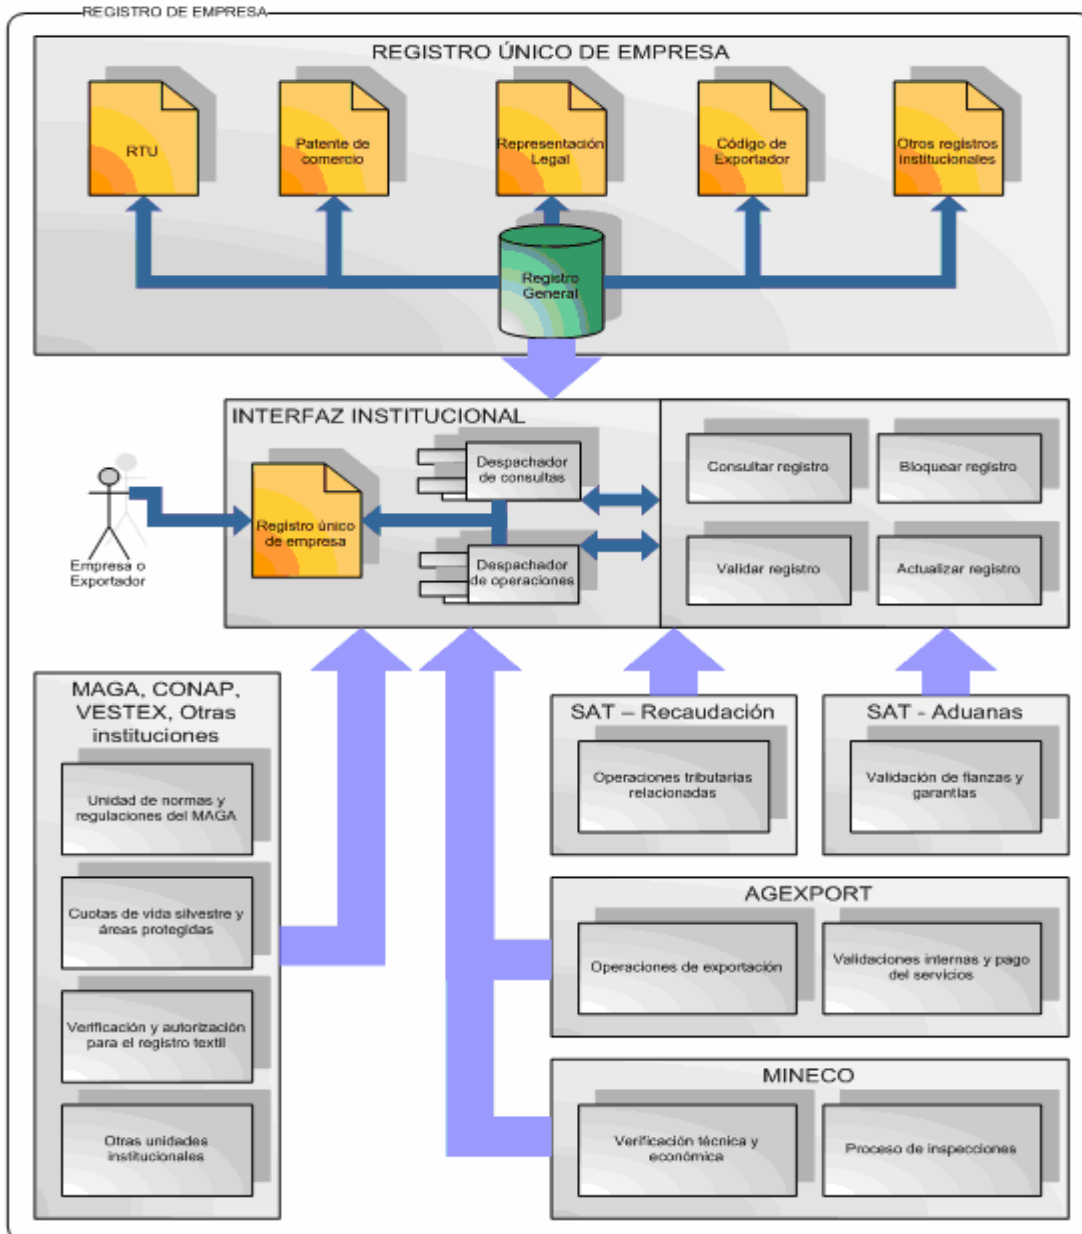 REGISTRO DE EMPRESA
REGISTRO ÚNICO DE EMPRESA
RTU
Patente de
comercio
Representación
Legal
Código de
Exportador
Otros registros
institucionales
Registro
General
INTERFAZ INSTITUCIONAL
Despachador
de consultas
Registro único
de empresa
Despachador
de operaciones
Empresa o
Exportador
Consultar registro
Bloquear registro
Validar registro
Actualizar registro
MAGA, CONAP,
VESTEX, Otras
instituciones
Unidad de normas y
regulaciones del MAGA
Cuotas de vida silvestre y
áreas protegidas
Verificación y autorización
para el registro textil
Otras unidades
institucionales
SAT – Recaudación
Operaciones tributarias
relacionadas
SAT - Aduanas
Validación de fianzas y
garantías
AGEXPORT
Operaciones de exportación
Validaciones internas y pago
del servicios
MINECO
Verificación técnica y
económica
Proceso de inspecciones